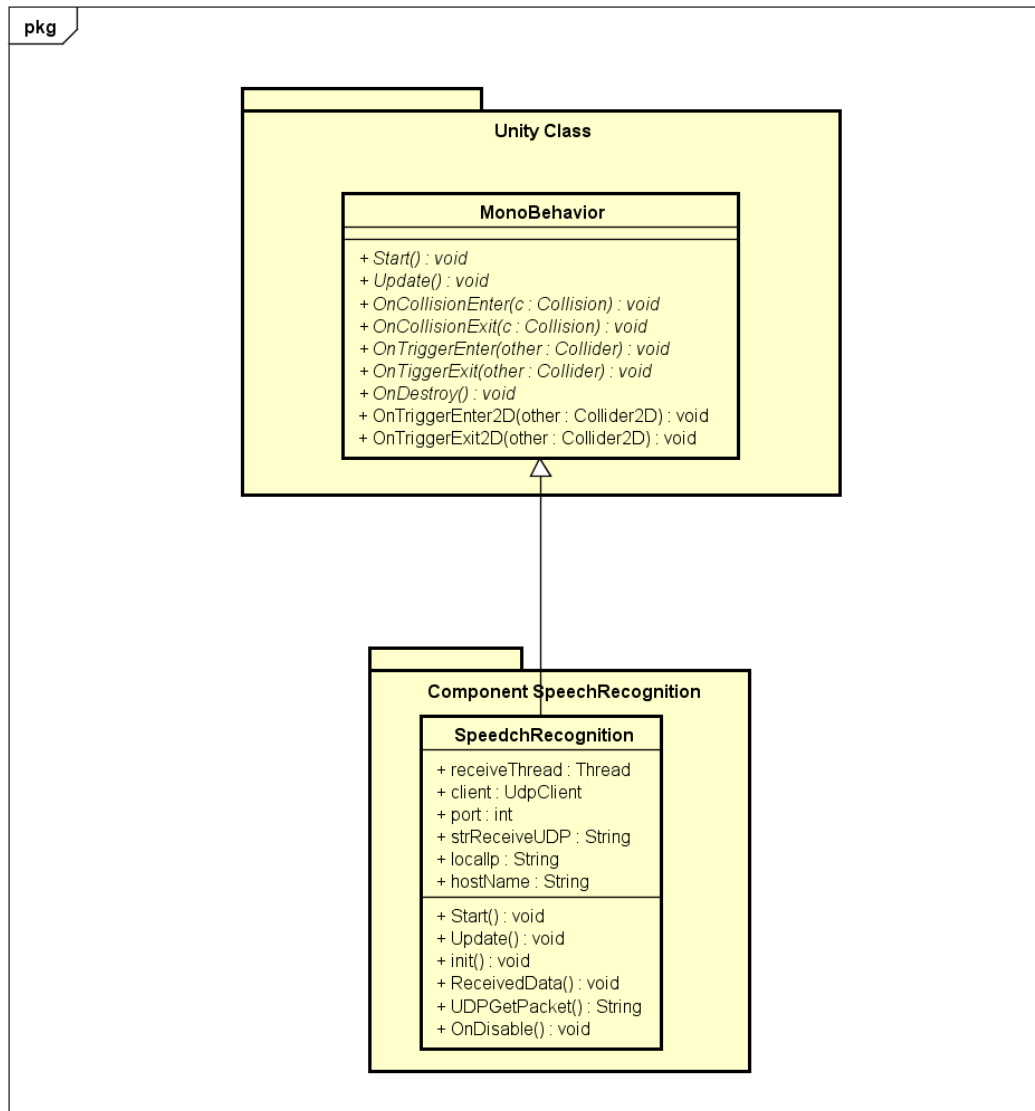 pkg
Unity Class
MonoBehavior
+ Start() : void
+ Update() : void
+ OnCollisionEnter(c : Collision) : void
+ OnCollisionExit(c : Collision) : void
+ OnTriggerEnter(other : Collider) : void
+ OnTiggerExit(other : Collider) : void
+ OnDestroy() : void
+ OnTriggerEnter2D(other : Collider2D) : void
+ OnTriggerExit2D(other : Collider2D) : void
Component SpeechRecognition
SpeedchRecognition
+ receiveThread : Thread
+ client : UdpClient
+ port : int
+ strReceiveUDP : String
+ localIp : String
+ hostName : String
+ Start() : void
+ Update() : void
+ init() : void
+ ReceivedData() : void
+ UDPGetPacket() : String
+ OnDisable() : void